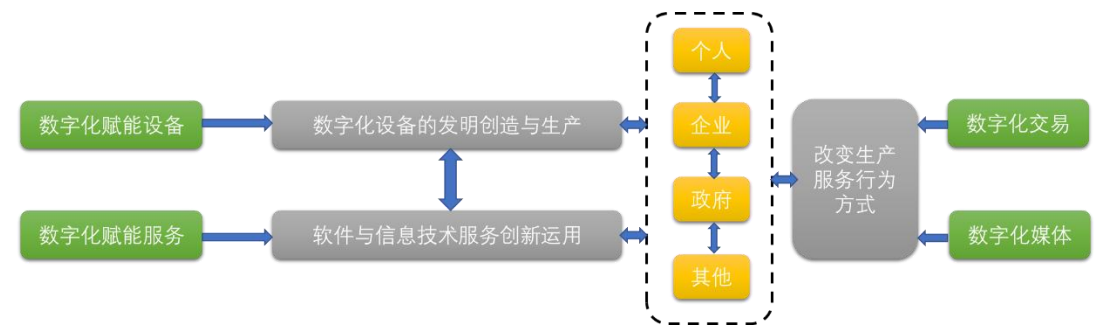 个人
数字化赋能设备
数字化设备的发明创造与生产
企业
数字化交易
改变生产
服务行为
方式
政府
数字化赋能服务
软件与信息技术服务创新运用
数字化媒体
其他